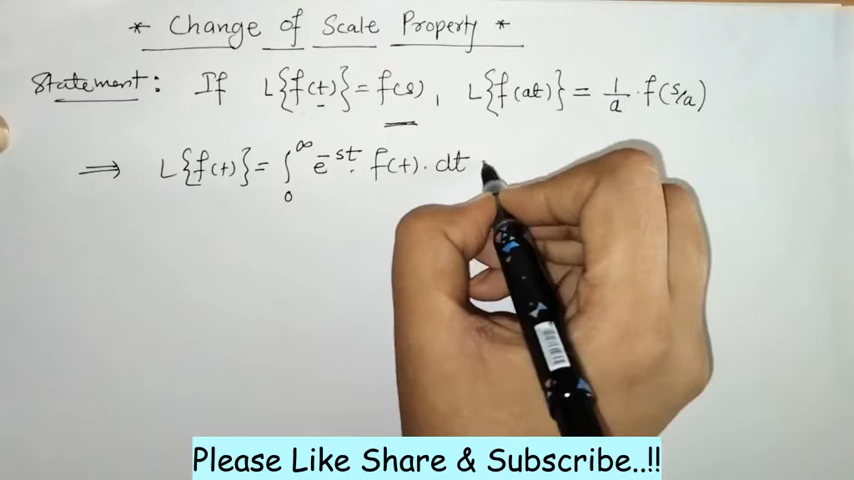 * Change of Scale Property *
Statement: If L{f(t)} = f(s), L{f(at)} = 1/a · f(s/a)
⟹ L{f(t)} = ∫₀^∞ e^-st · f(t) · dt
Please Like Share & Subscribe..!!